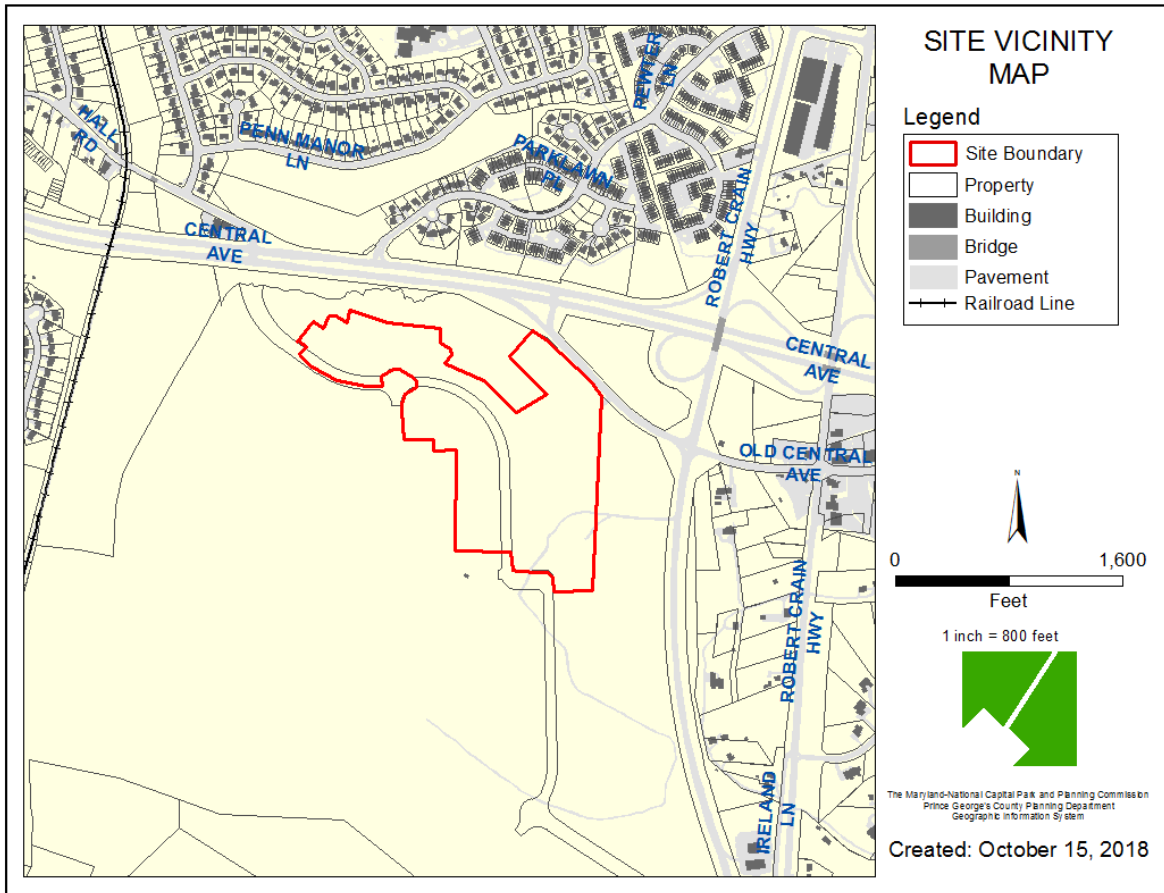 SITE VICINITY
MAP
Legend
Site Boundary
Property
Building
Bridge
Pavement
Railroad Line
HALL
RD
PENN MANOR
LN
PEWTER
LN
PARKLAWN
PL
CENTRAL
AVE
ROBERT CRAIN
HWY
CENTRAL
AVE
OLD CENTRAL
AVE
ROBERT CRAIN
HWY
IRELAND
LN
N
0 1,600
Feet
1 inch = 800 feet
The Maryland-National Capital Park and Planning Commission
Prince George's County Planning Department
Geographic Information System
Created: October 15, 2018